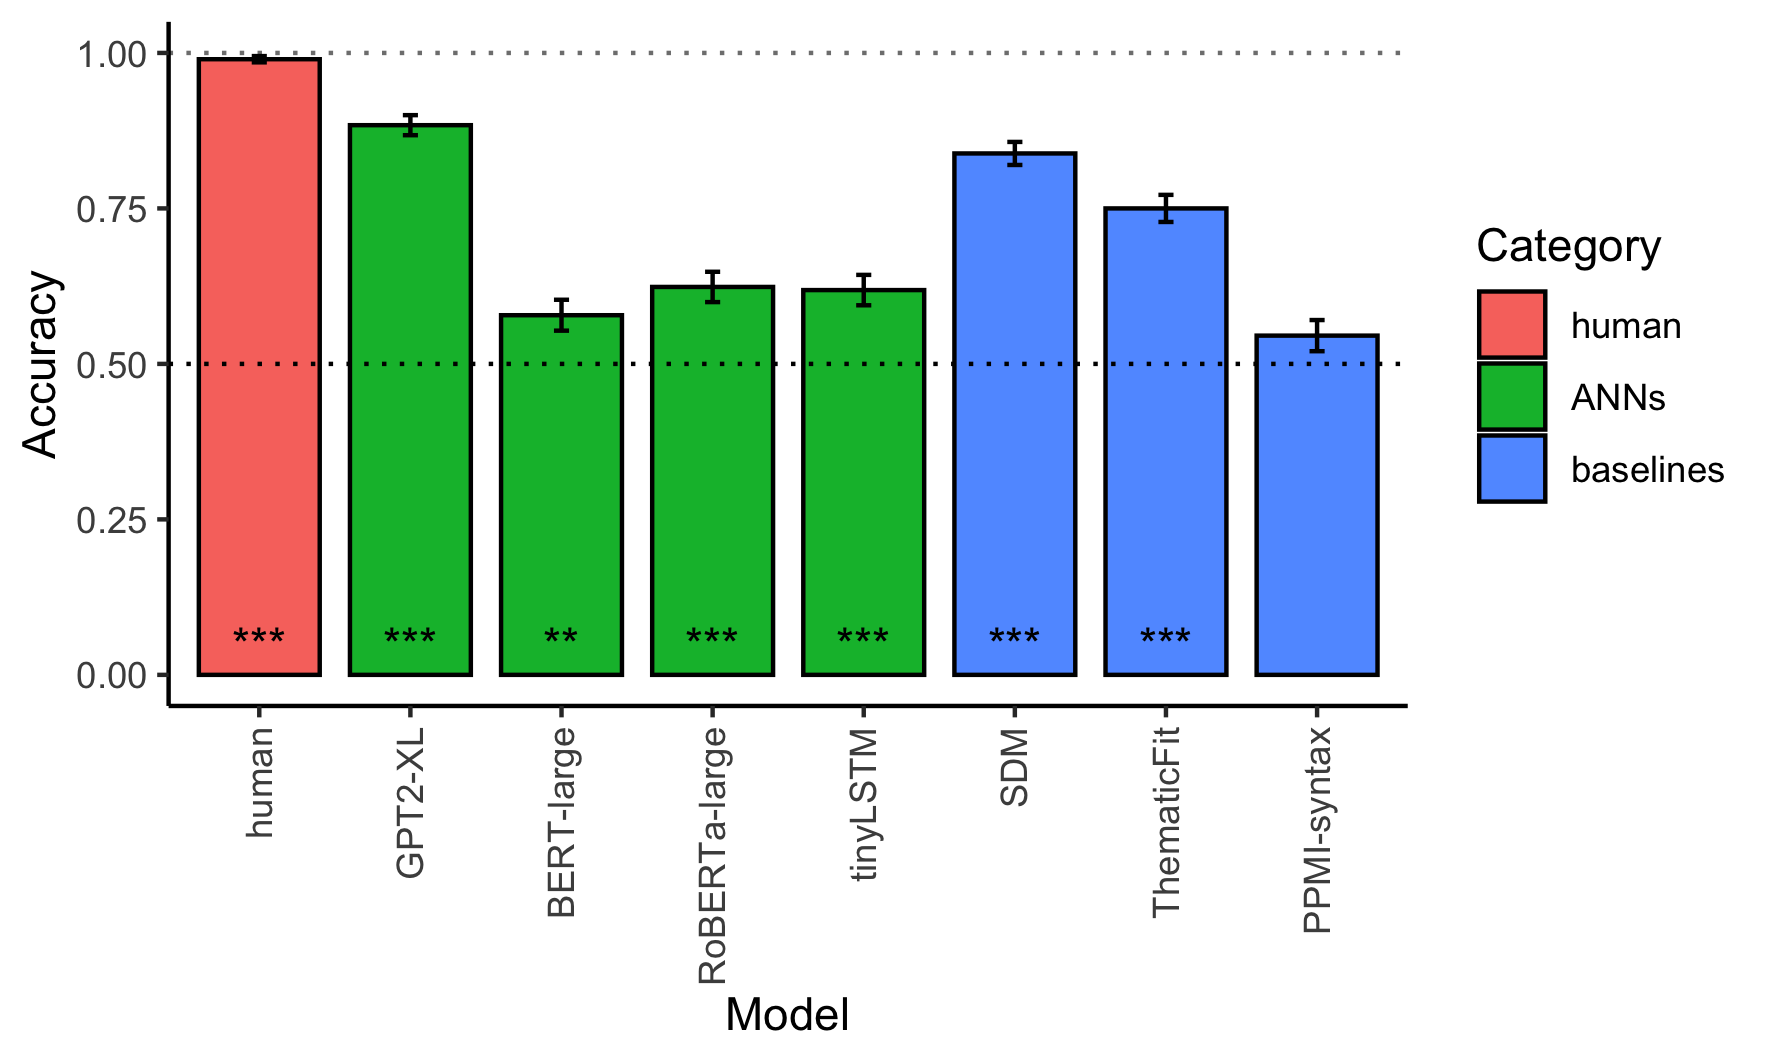 1.00
0.75
0.50
0.25
0.00
Accuracy
*** *** ** *** *** *** ***
human
GPT2-XL
BERT-large
RoBERTa-large
tinyLSTM
SDM
ThematicFit
PPMI-syntax
Model
Category
human
ANNs
baselines